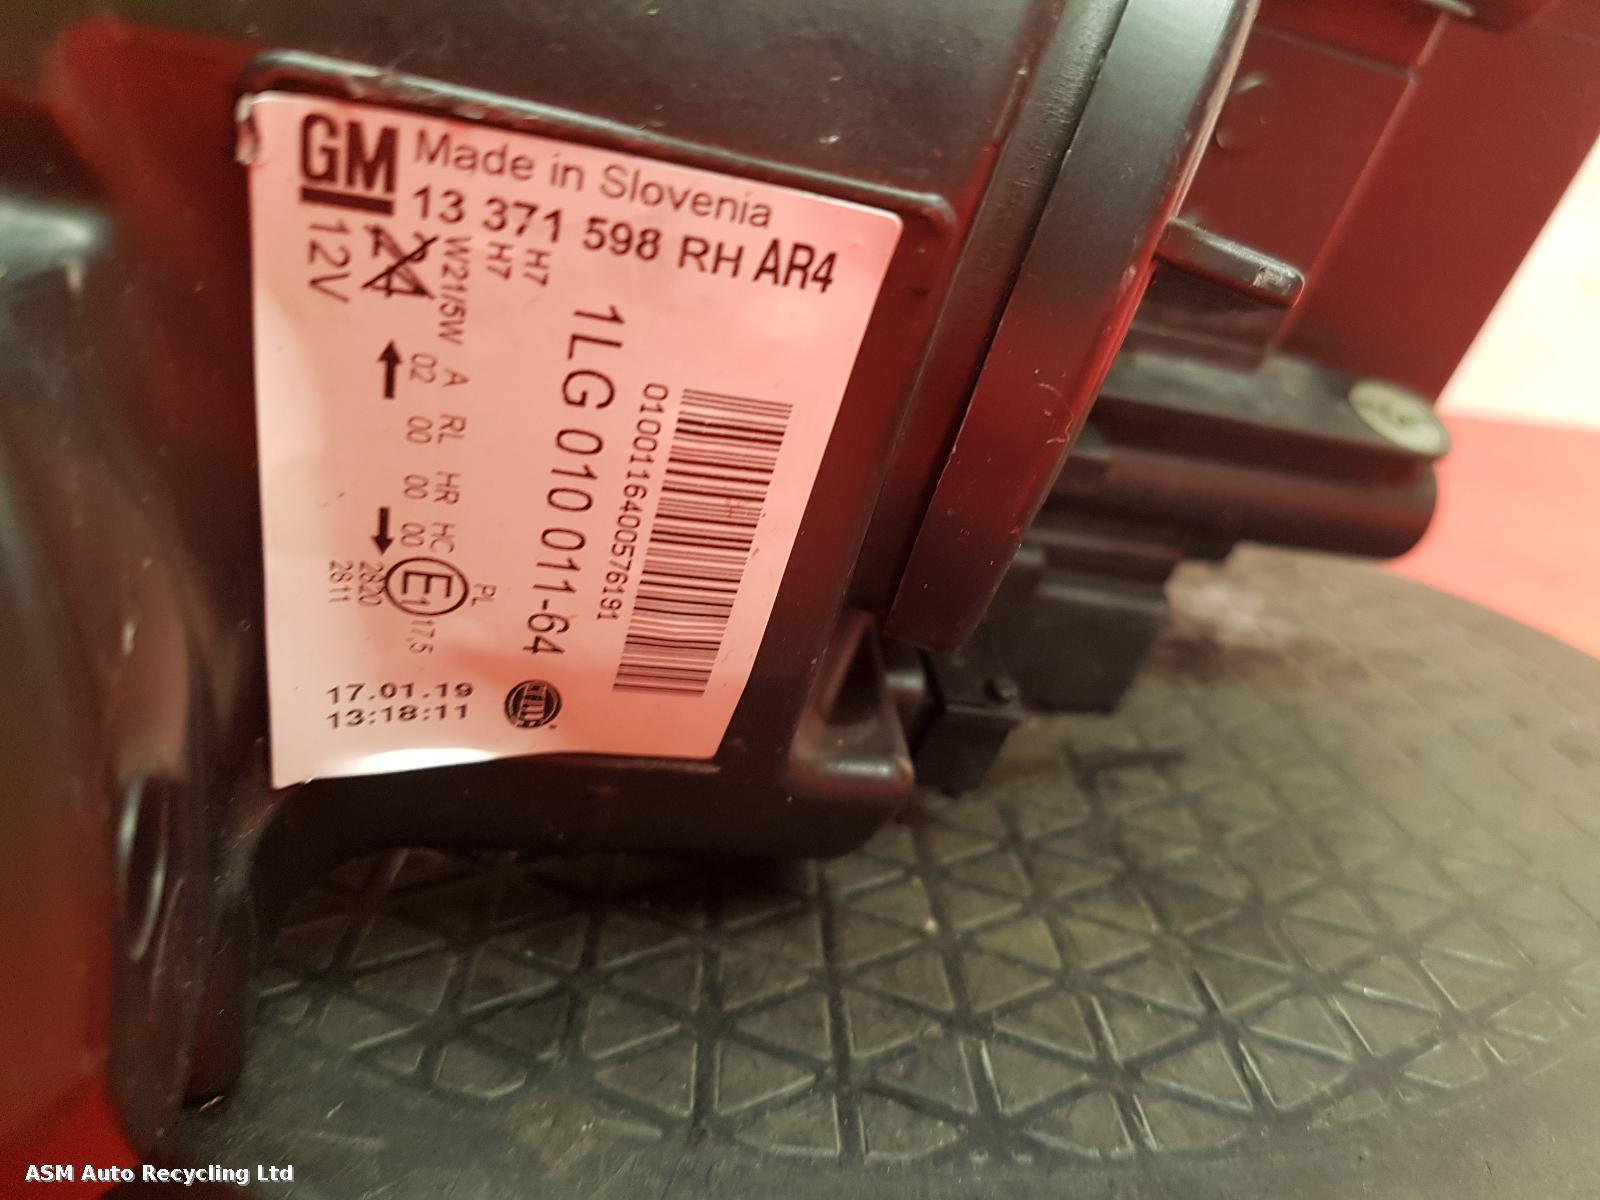 GM Made in Slovenia
13 371 598 RH AR4
12V
24
H7
H7
W21/5W
A RL HR HC PL
02 00 00 00 E1 17,5
2820
2811
1LG 010 011-64
0100116400576191
HELLA
17.01.19
13:18:11
ASM Auto Recycling Ltd